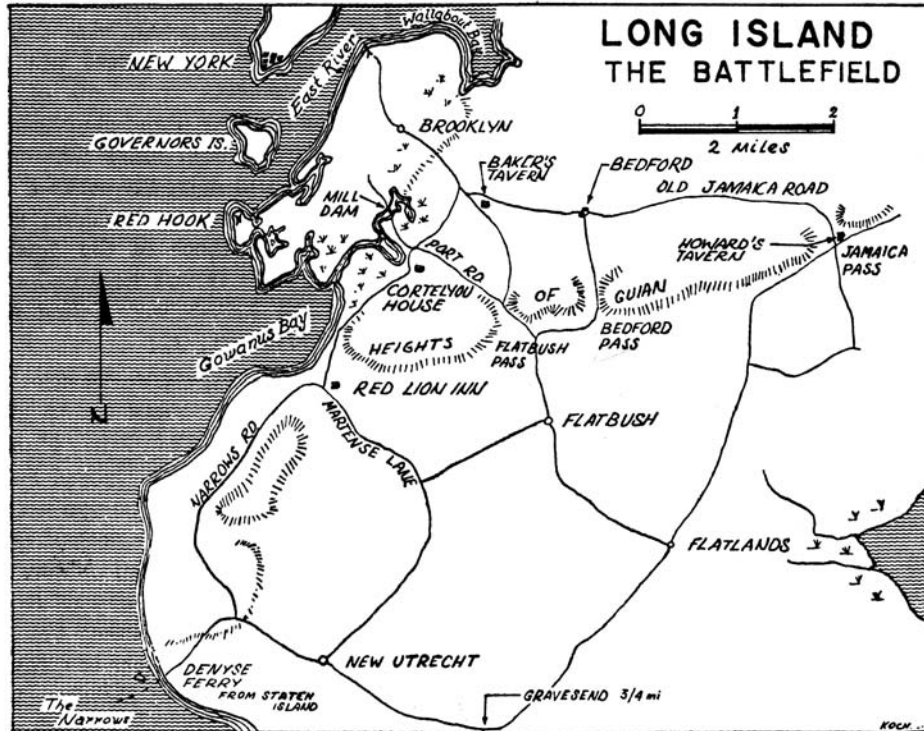 LONG ISLAND
THE BATTLEFIELD
0 1 2
2 MILES
Wallabout Bay
East River
NEW YORK
GOVERNORS IS.
BROOKLYN
BAKER'S
TAVERN
BEDFORD
OLD JAMAICA ROAD
MILL
DAM
RED HOOK
PORT RD
HOWARD'S
TAVERN
JAMAICA
PASS
CORTELYOU
HOUSE
OF
GUIAN
HEIGHTS
FLATBUSH
PASS
BEDFORD
PASS
Gowanus Bay
RED LION INN
N
NARROWS RD.
MARTENSE LANE
FLATBUSH
FLATLANDS
NEW UTRECHT
DENYSE
FERRY
FROM STATEN
ISLAND
The
Narrows
GRAVESEND 3/4 mi
KOCH